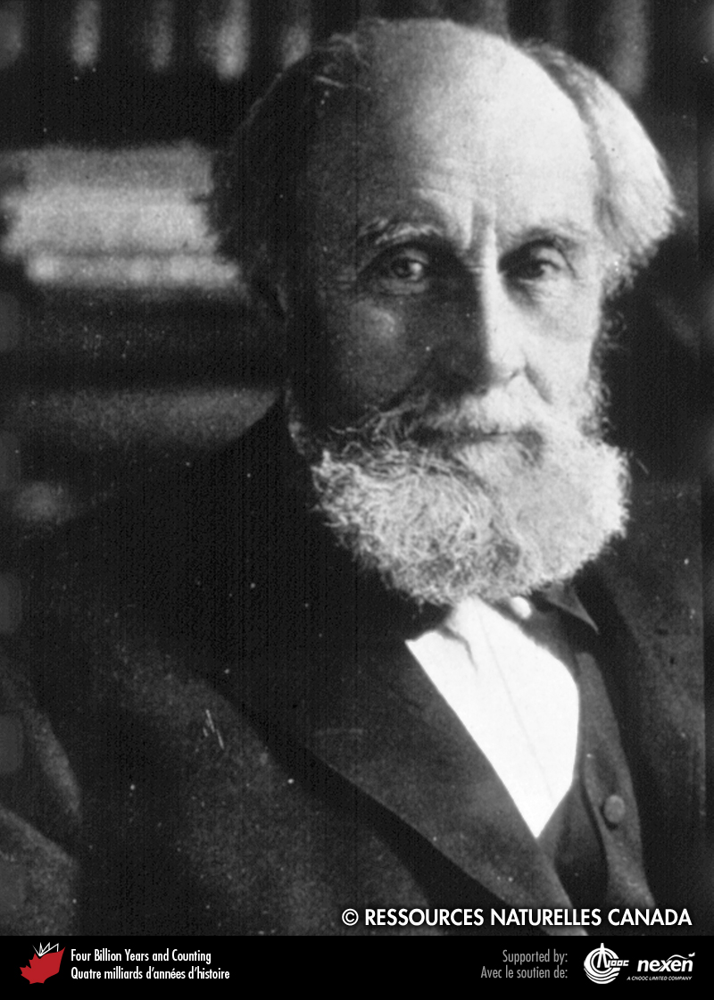 © RESSOURCES NATURELLES CANADA
Four Billion Years and Counting
Quatre milliards d'années d'histoire
Supported by:
Avec le soutien de:
CNOOC
nexen
A CNOOC LIMITED COMPANY